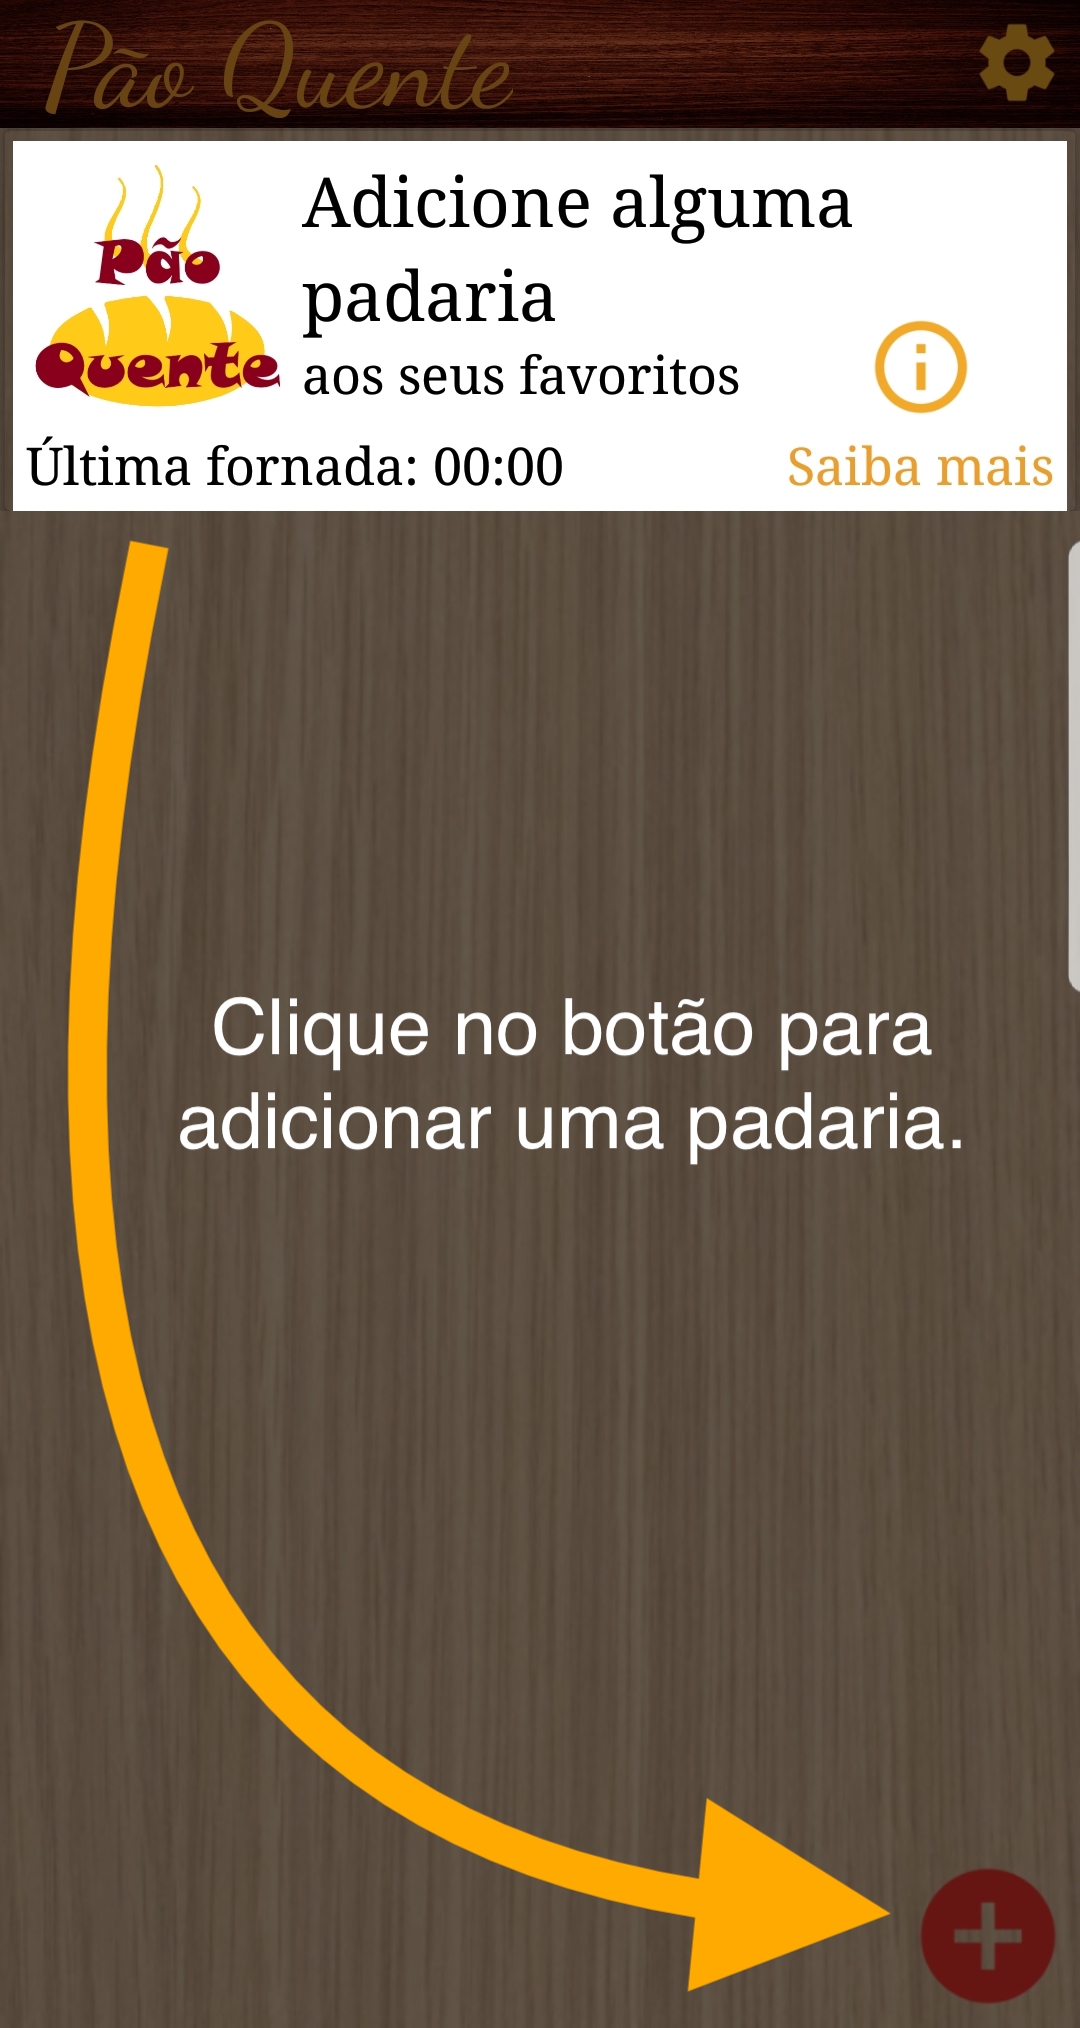 Pão Quente
Pão
Quente
Adicione alguma
padaria
aos seus favoritos
Última fornada: 00:00
Saiba mais
Clique no botão para
adicionar uma padaria.